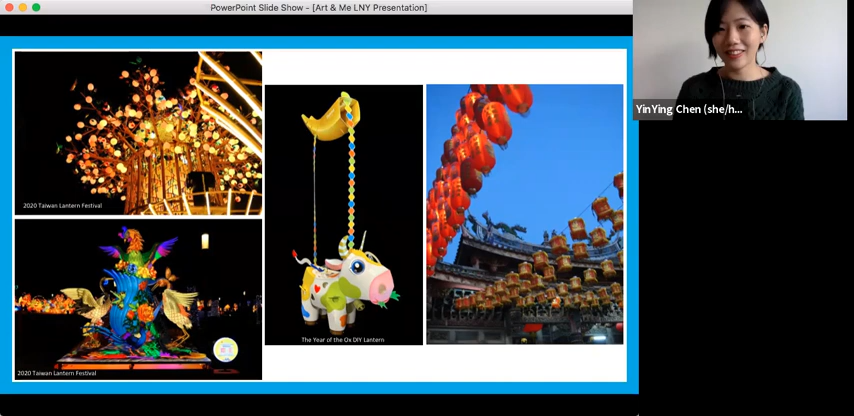 PowerPoint Slide Show - [Art & Me LNY Presentation]
YinYing Chen (she/h...
2020 Taiwan Lantern Festival
The Year of the Ox DIY Lantern
2020 Taiwan Lantern Festival